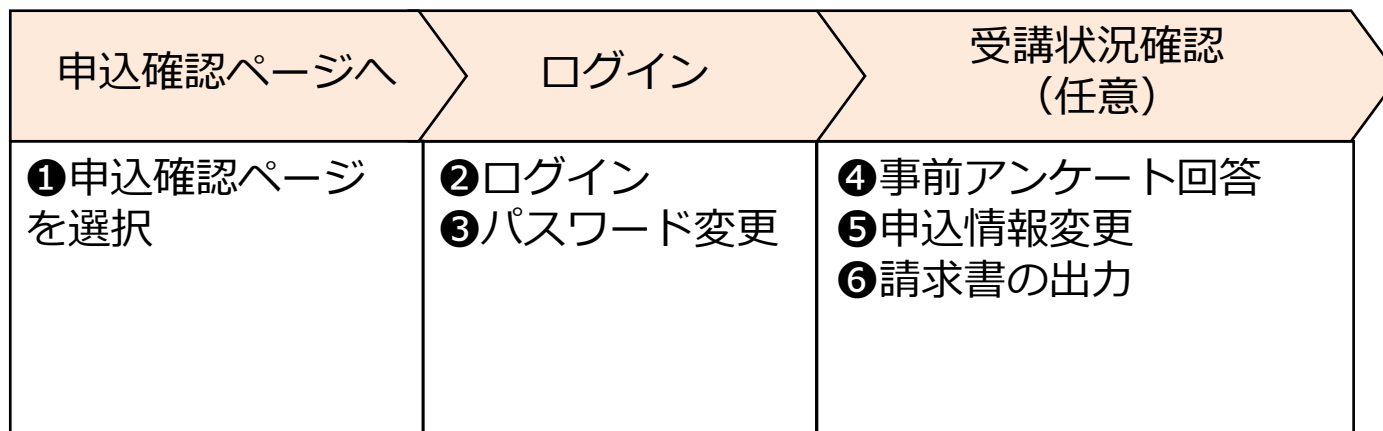 申込確認ページへ
ログイン
受講状況確認
（任意）
❶申込確認ページ
を選択
❷ログイン
❸パスワード変更
❹事前アンケート回答
❺申込情報変更
❻請求書の出力